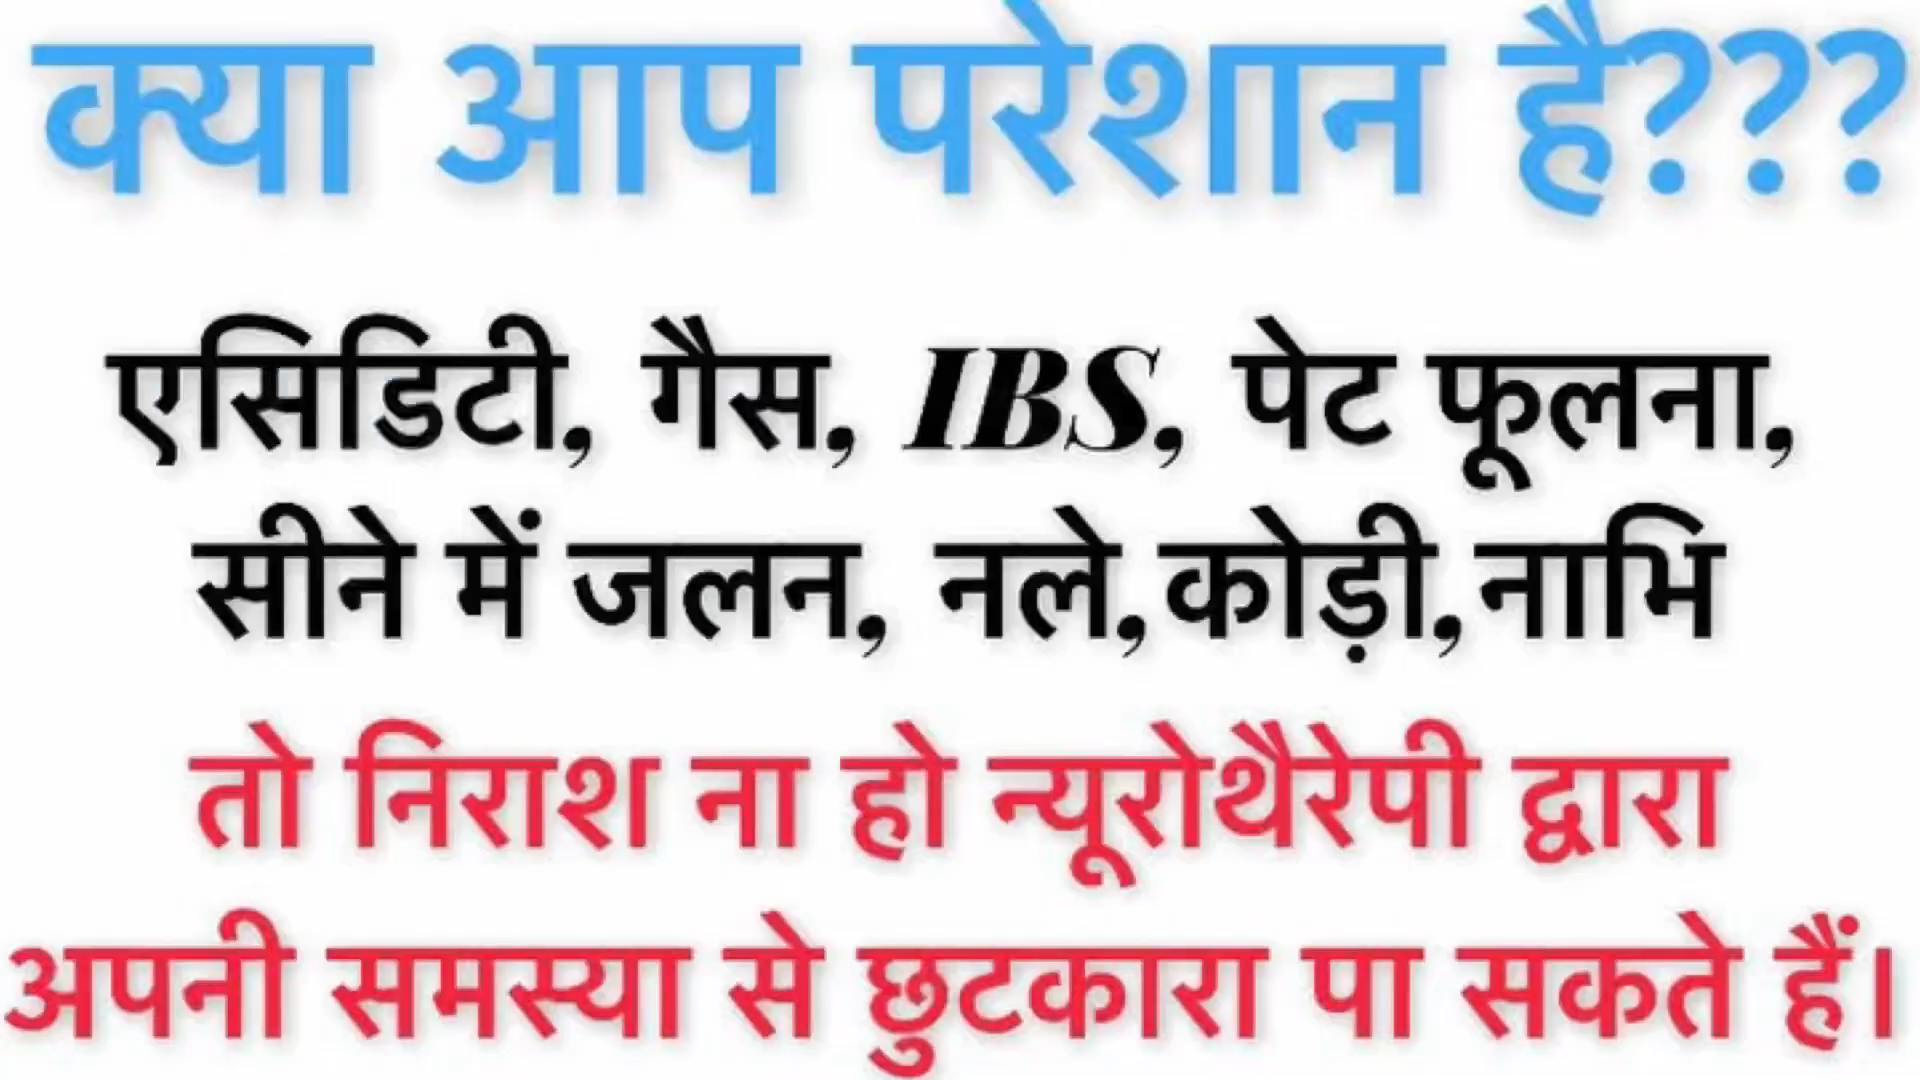 क्या आप परेशान है???
एसिडिटी, गैस, IBS, पेट फूलना,
सीने में जलन, नले,कोड़ी,नाभि
तो निराश ना हो न्यूरोथैरेपी द्वारा
अपनी समस्या से छुटकारा पा सकते हैं।